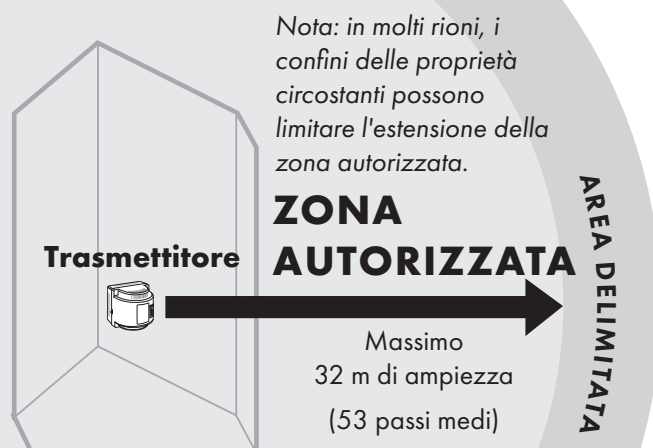 Nota: in molti rioni, i
confini delle proprietà
circostanti possono
limitare l'estensione della
zona autorizzata.
ZONA
AUTORIZZATA
Trasmettitore
Massimo
32 m di ampiezza
(53 passi medi)
AREA DELIMITATA